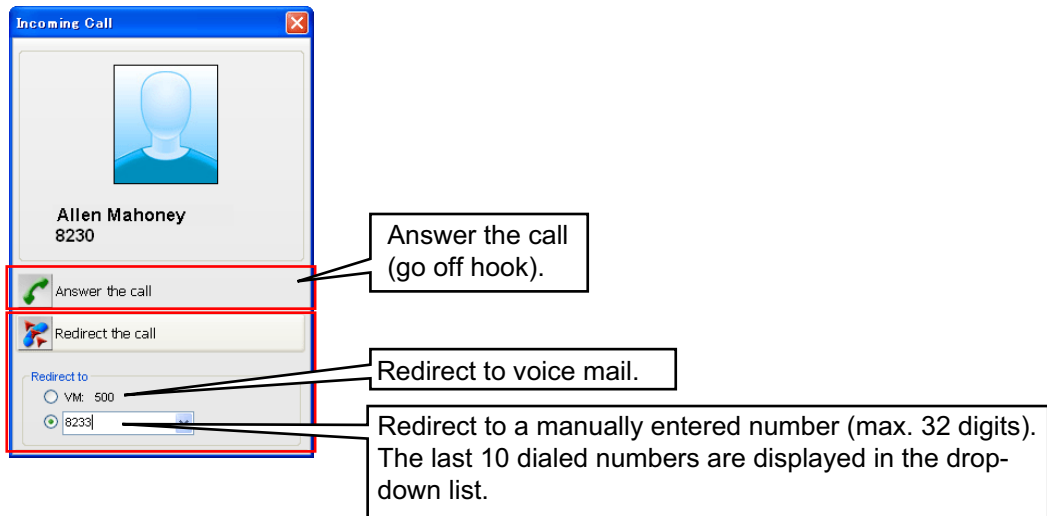 Incoming Call
Allen Mahoney
8230
Answer the call
(go off hook).
Answer the call
Redirect the call
Redirect to
VM: 500
Redirect to voice mail.
8233
Redirect to a manually entered number (max. 32 digits).
The last 10 dialed numbers are displayed in the drop-
down list.